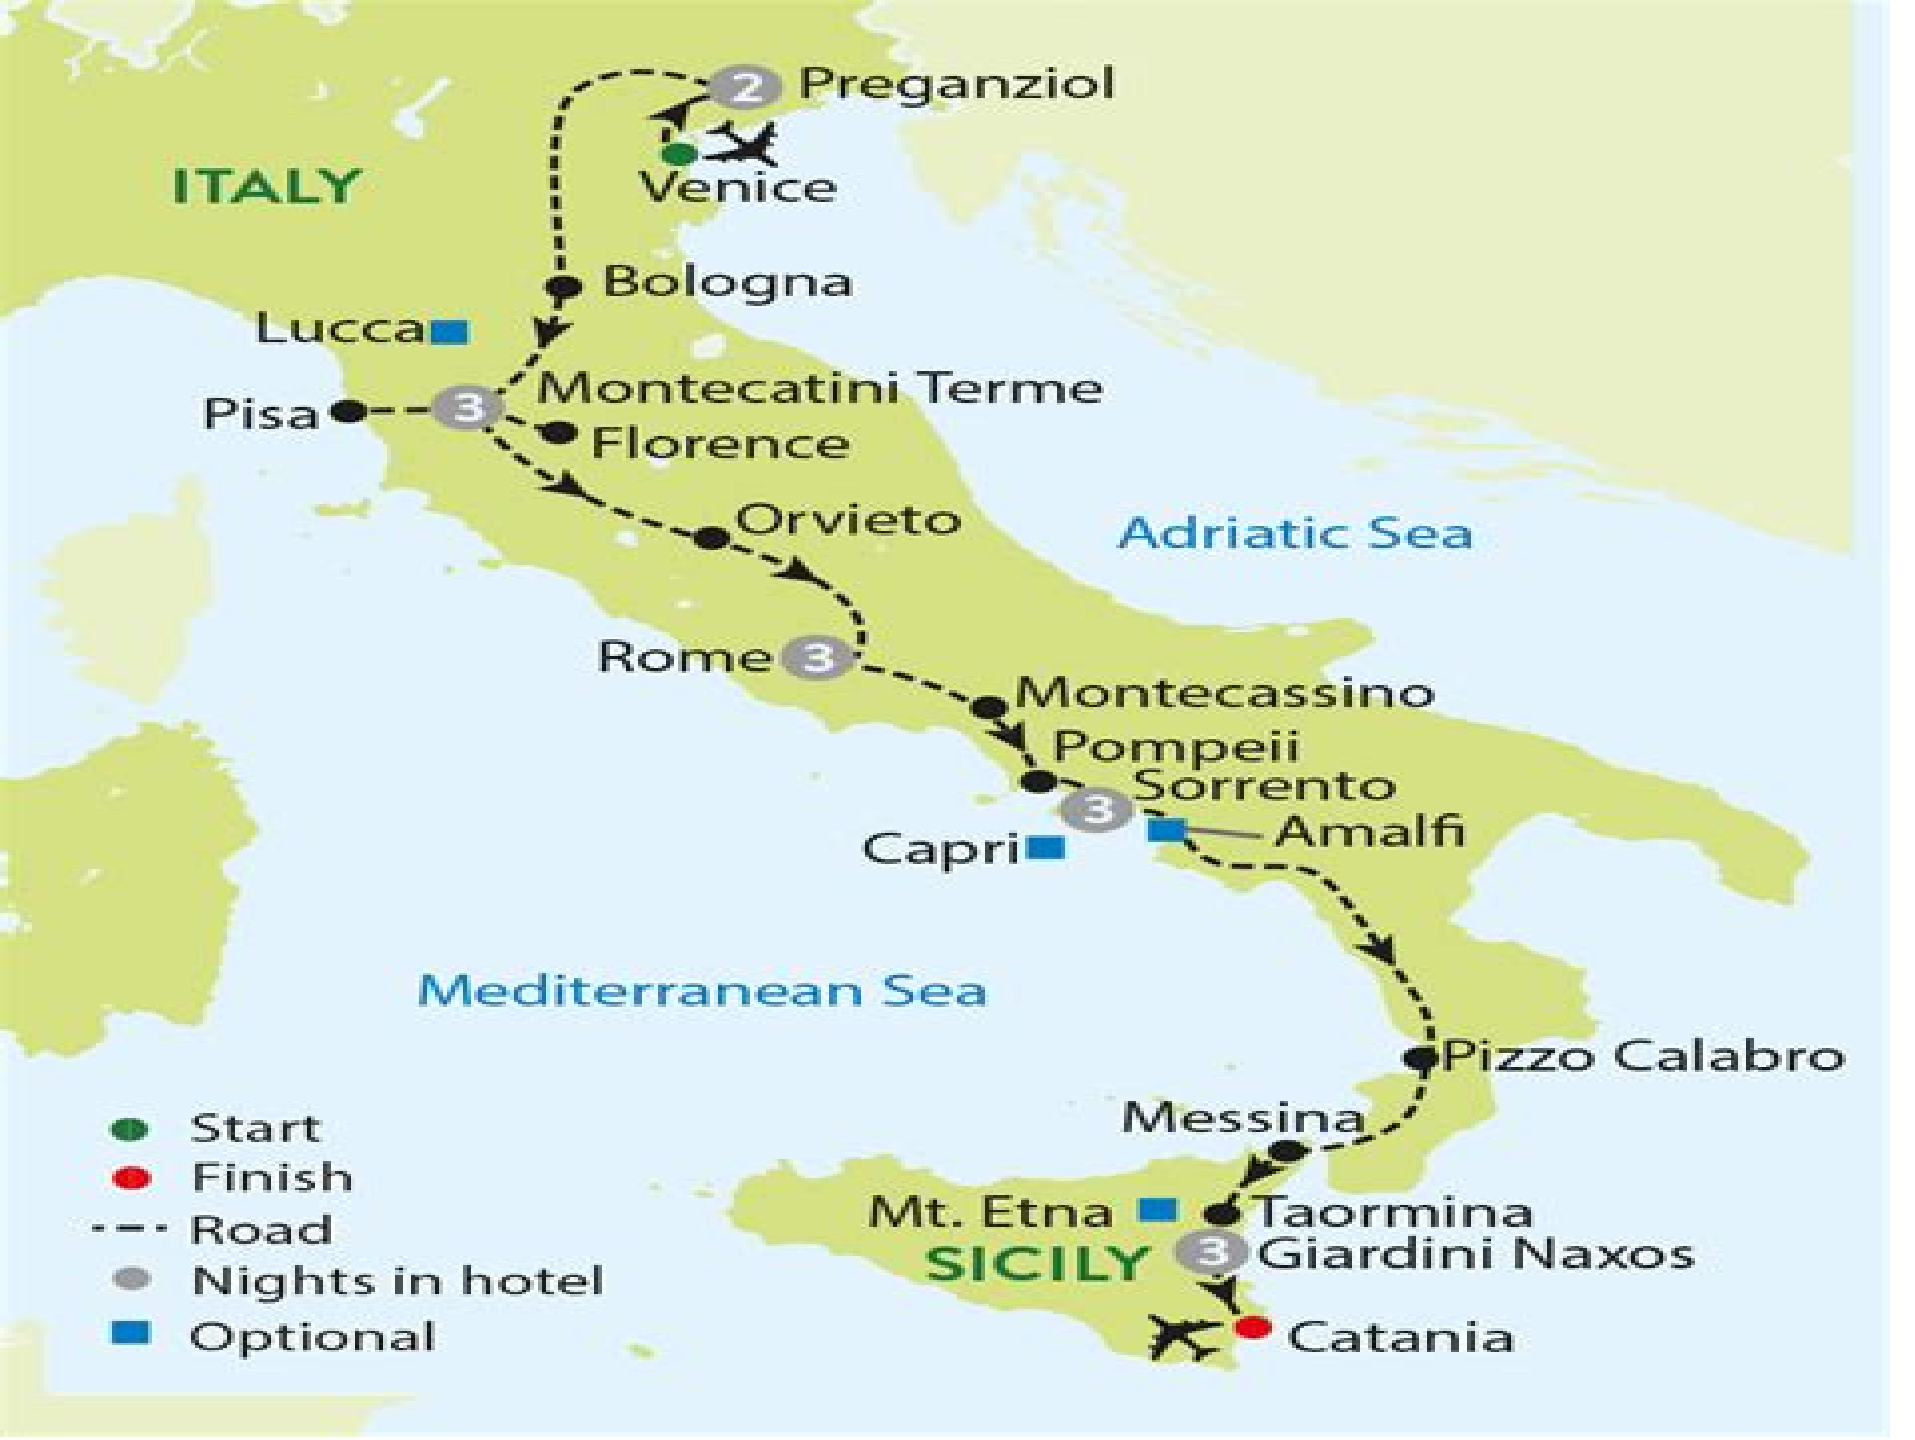 2 Preganziol
ITALY
Venice
Bologna
Lucca
Montecatini Terme
Pisa
3
Florence
Orvieto
Adriatic Sea
Rome 3
Montecassino
Pompeii
Sorrento
3
Amalfi
Capri
Mediterranean Sea
Pizzo Calabro
Messina
Mt. Etna
Taormina
SICILY
3 Giardini Naxos
Catania
Start
Finish
Road
Nights in hotel
Optional